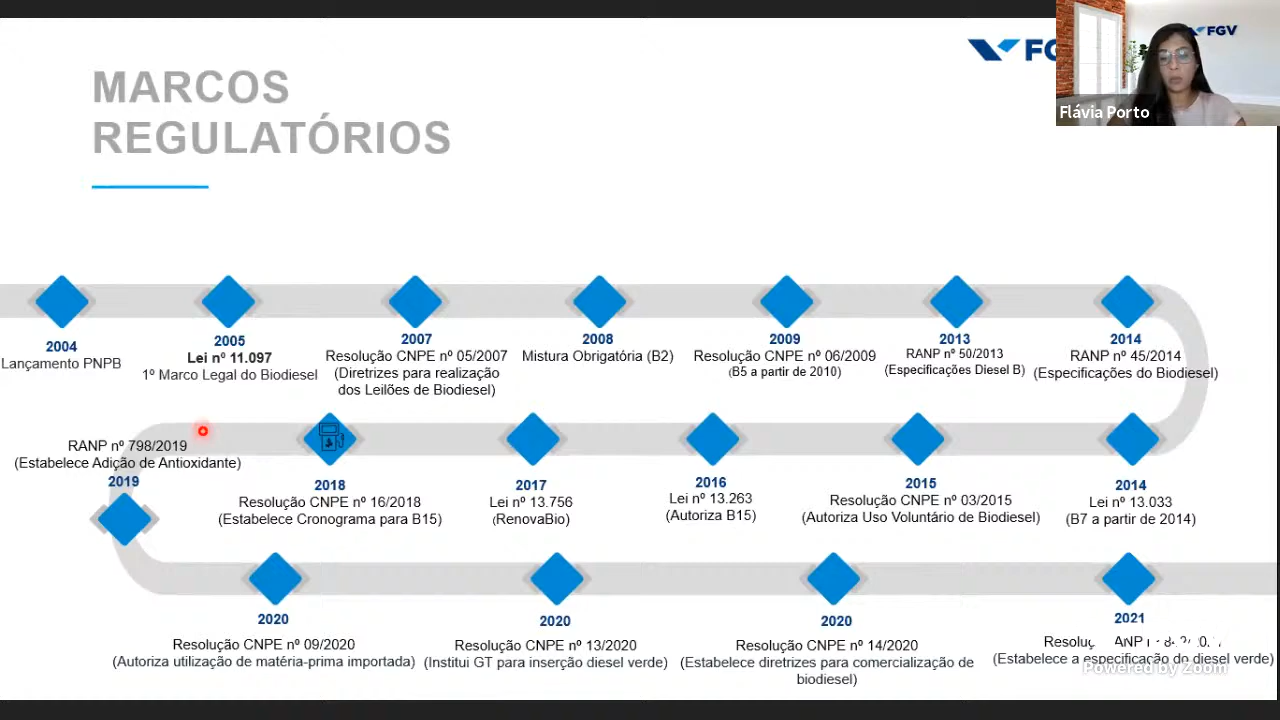 MARCOS
REGULATÓRIOS
FGV
Flávia Porto
2004
Lançamento PNPB
2005
Lei nº 11.097
1º Marco Legal do Biodiesel
2007
Resolução CNPE nº 05/2007
(Diretrizes para realização
dos Leilões de Biodiesel)
2008
Mistura Obrigatória (B2)
2009
Resolução CNPE nº 06/2009
(B5 a partir de 2010)
2013
RANP nº 50/2013
(Especificações Diesel B)
2014
RANP nº 45/2014
(Especificações do Biodiesel)
2014
Lei nº 13.033
(B7 a partir de 2014)
2015
Resolução CNPE nº 03/2015
(Autoriza Uso Voluntário de Biodiesel)
2016
Lei nº 13.263
(Autoriza B15)
2017
Lei nº 13.756
(RenovaBio)
2018
Resolução CNPE nº 16/2018
(Estabelece Cronograma para B15)
RANP nº 798/2019
(Estabelece Adição de Antioxidante)
2019
2020
Resolução CNPE nº 09/2020
(Autoriza utilização de matéria-prima importada)
2020
Resolução CNPE nº 13/2020
(Institui GT para inserção diesel verde)
2020
Resolução CNPE nº 14/2020
(Estabelece diretrizes para comercialização de
biodiesel)
2021
(Estabelece a especificação do diesel verde)
Powered by Zoom